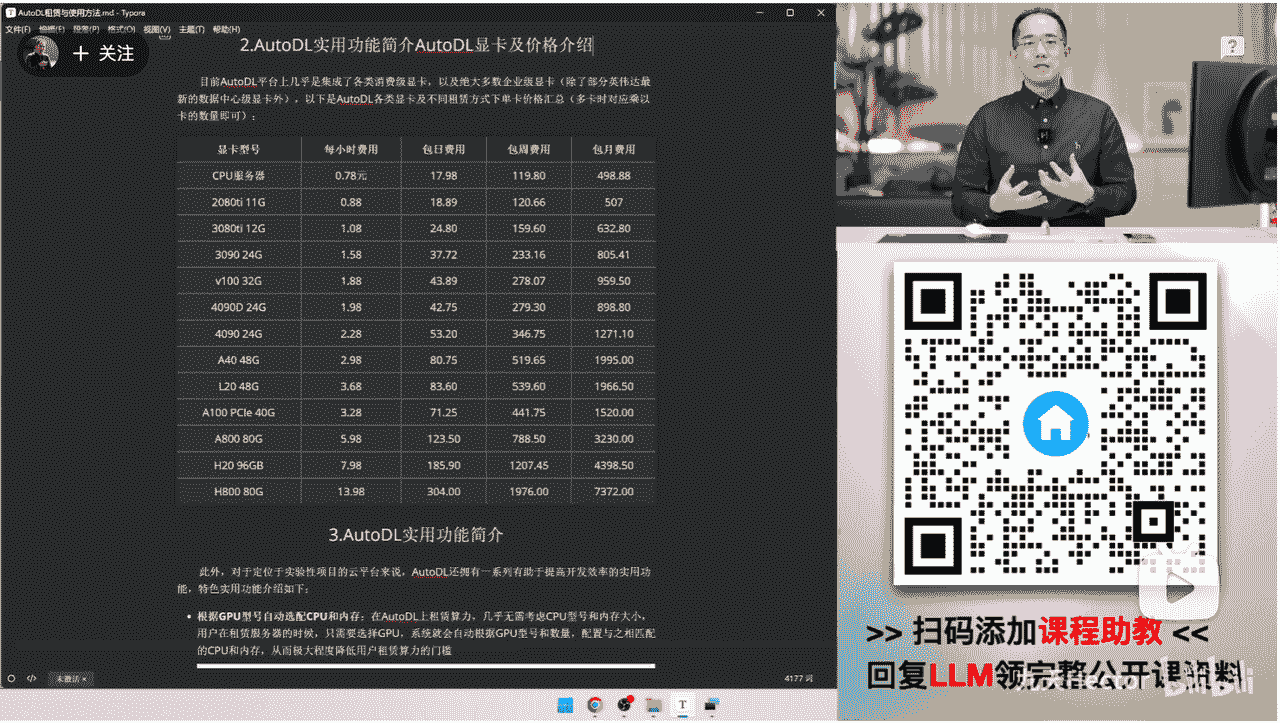 AutoDL租赁与使用方法.md - Typora
文件(F) 编辑(E) 段落(P) 格式(O) 视图(V) 主题(T) 帮助(H)
+ 关注
2.AutoDL实用功能简介AutoDL显卡及价格介绍
目前AutoDL平台上几乎是集成了各类消费级显卡，以及绝大多数企业级显卡（除了部分英伟达最
新的数据中心级显卡外），以下是AutoDL各类显卡及不同租赁方式下单卡价格汇总（多卡时对应乘以
卡的数量即可）：
显卡型号 每小时费用 包日费用 包周费用 包月费用
CPU服务器 0.78元 17.98 119.80 498.88
2080ti 11G 0.88 18.89 120.66 507
3080ti 12G 1.08 24.80 159.60 632.80
3090 24G 1.58 37.72 233.16 805.41
v100 32G 1.88 43.89 278.07 959.50
4090D 24G 1.98 42.75 279.30 898.80
4090 24G 2.28 53.20 346.75 1271.10
A40 48G 2.98 80.75 519.65 1995.00
L20 48G 3.68 83.60 539.60 1966.50
A100 PCIe 40G 3.28 71.25 441.75 1520.00
A800 80G 5.98 123.50 788.50 3230.00
H20 96GB 7.98 185.90 1207.45 4398.50
H800 80G 13.98 304.00 1976.00 7372.00
3.AutoDL实用功能简介
此外，对于定位于实验性项目的云平台来说，AutoDL还拥有一系列有助于提高开发效率的实用功
能，特色实用功能介绍如下：
• 根据GPU型号自动选配CPU和内存：在AutoDL上租赁算力，几乎无需考虑CPU型号和内存大小，
用户在租赁服务器的时候，只需要选择GPU，系统就会自动根据GPU型号和数量，配置与之相匹配
的CPU和内存，从而极大程度降低用户租赁算力的门槛
未激活 ×
4177 词
>> 扫码添加课程助教 <<
回复LLM领完整公开课资料
bilibili